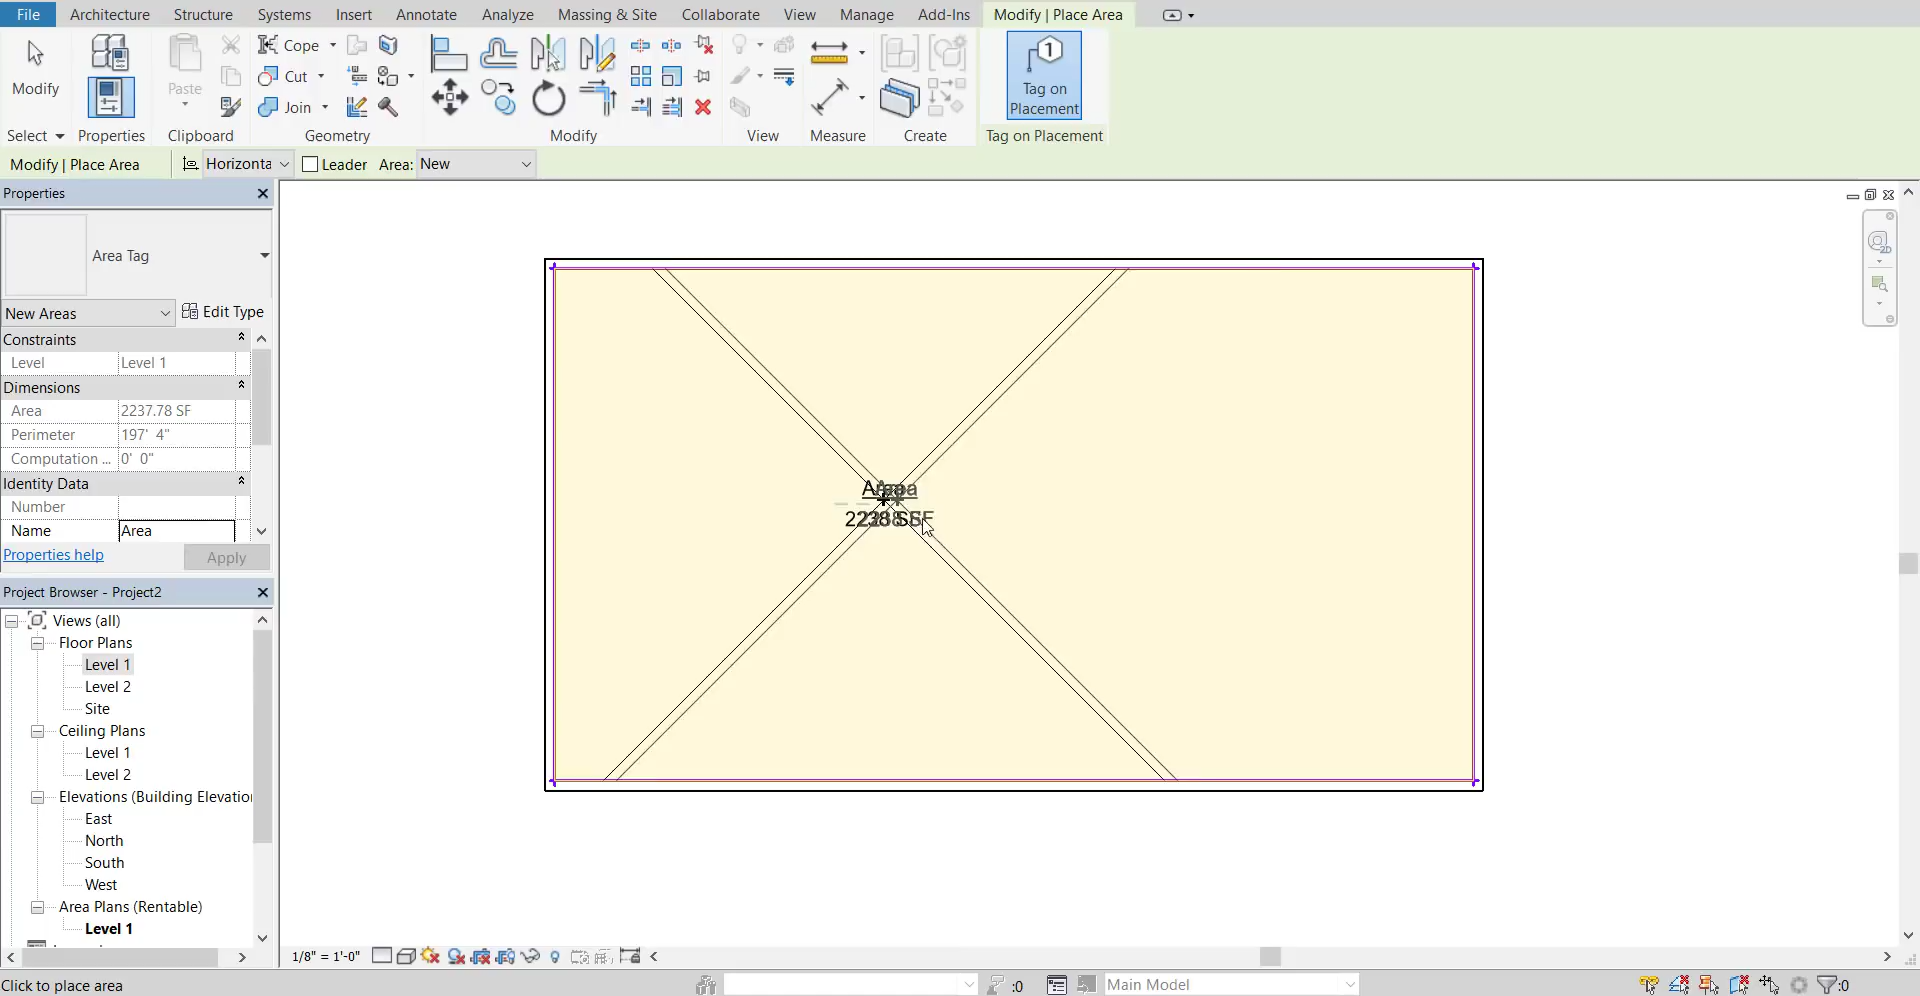 File Architecture Structure Systems Insert Annotate Analyze Massing & Site Collaborate View Manage Add-Ins Modify | Place Area
Modify
Paste
Cope
Cut
Join
Tag on
Placement
Select Properties Clipboard Geometry Modify View Measure Create Tag on Placement
Modify | Place Area Horizonta Leader Area: New
Properties
Area Tag
New Areas Edit Type
Constraints
Level Level 1
Dimensions
Area 2237.78 SF
Perimeter 197' 4"
Computation ... 0' 0"
Identity Data
Number
Name Area
Properties help Apply
Project Browser - Project2
Views (all)
Floor Plans
Level 1
Level 2
Site
Ceiling Plans
Level 1
Level 2
Elevations (Building Elevatio
East
North
South
West
Area Plans (Rentable)
Level 1
2D
Area
2238 SF
1/8" = 1'-0"
Click to place area :0 Main Model :0